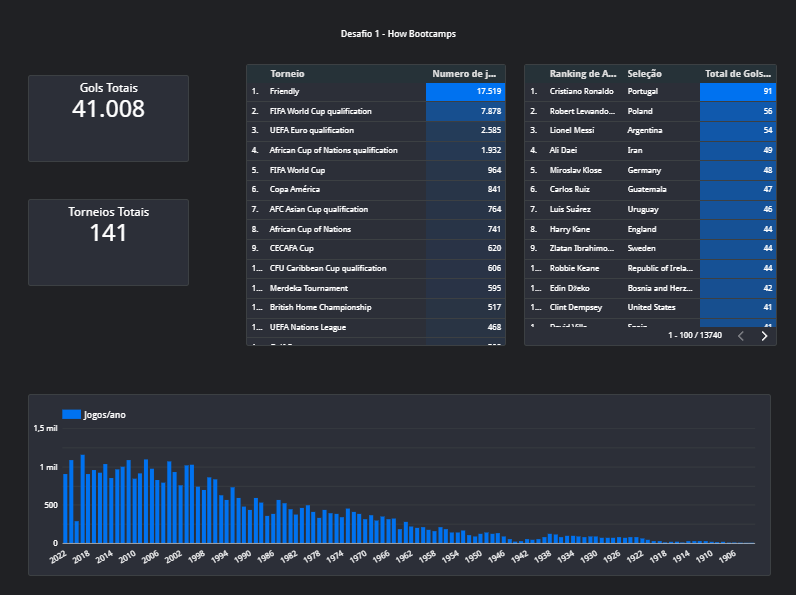 Desafio 1 - How Bootcamps
Gols Totais
41.008
Torneios Totais
141
Torneio Numero de j...
1. Friendly 17.519
2. FIFA World Cup qualification 7.878
3. UEFA Euro qualification 2.585
4. African Cup of Nations qualification 1.932
5. FIFA World Cup 964
6. Copa América 841
7. AFC Asian Cup qualification 764
8. African Cup of Nations 741
9. CECAFA Cup 620
1... CFU Caribbean Cup qualification 606
1... Merdeka Tournament 595
1... British Home Championship 517
1... UEFA Nations League 468
Ranking de A... Seleção Total de Gols...
1. Cristiano Ronaldo Portugal 91
2. Robert Lewando... Poland 56
3. Lionel Messi Argentina 54
4. Ali Daei Iran 49
5. Miroslav Klose Germany 48
6. Carlos Ruiz Guatemala 47
7. Luis Suárez Uruguay 46
8. Harry Kane England 44
9. Zlatan Ibrahimo... Sweden 44
1... Robbie Keane Republic of Irela... 44
1... Edin Džeko Bosnia and Herz... 42
1... Clint Dempsey United States 41
1 - 100 / 13740
Jogos/ano
1,5 mil
1 mil
500
0
2022 2018 2014 2010 2006 2002 1998 1994 1990 1986 1982 1978 1974 1970 1966 1962 1958 1954 1950 1946 1942 1938 1934 1930 1926 1922 1918 1914 1910 1906